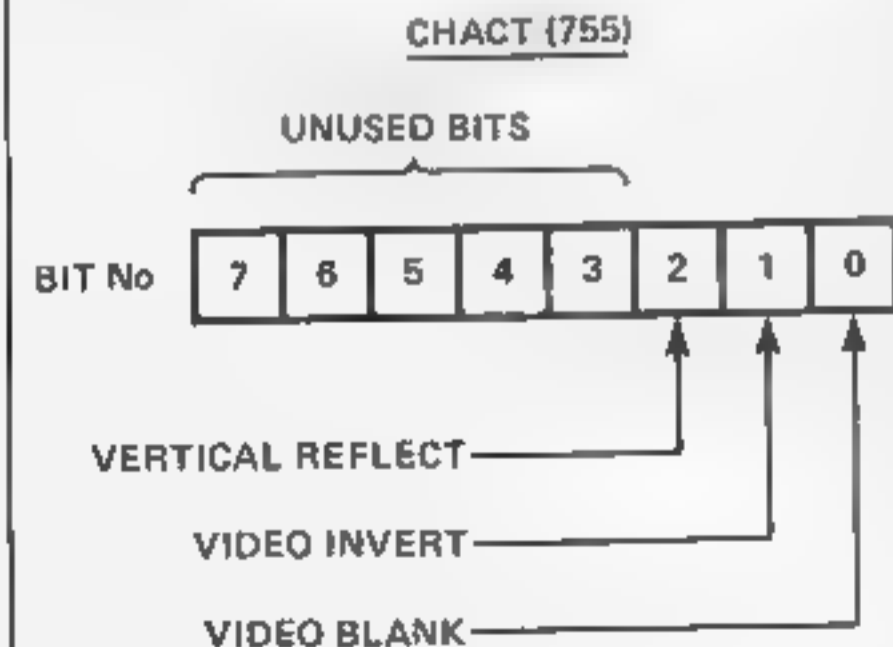 CHACT (755)
UNUSED BITS
BIT No 7 6 5 4 3 2 1 0
VERTICAL REFLECT
VIDEO INVERT
VIDEO BLANK